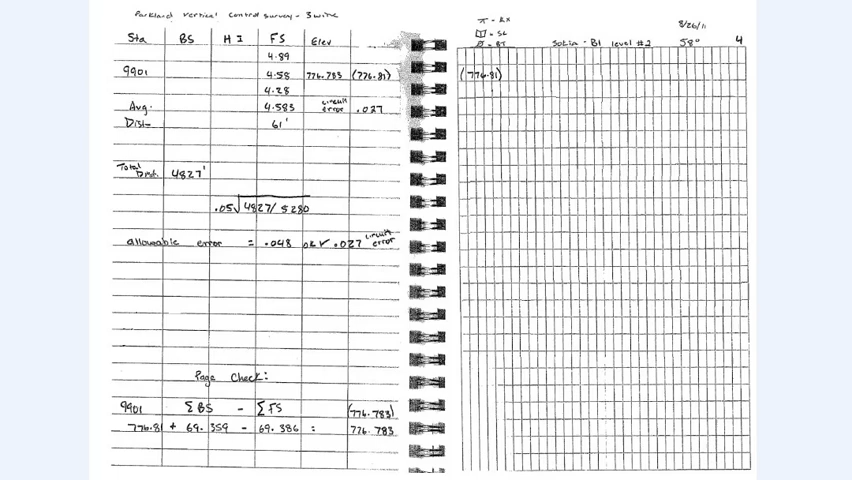 Parkland Vertical Control Survey - 3 wire
Sta BS HI FS Elev
4.89
9901 4.58 776.783 (776.81)
4.28
Avg. 4.583 circuit error .027
Dist. 61'
Total Dist. 4827'
.05√4827/5280
allowable error = .048 ok ✓ .027 circuit error
Page Check:
9901 ΣBS - ΣFS (776.783)
776.81 + 69.359 - 69.386 = 776.783
8/26/11
⊼ = RX
= SL
Ø = BT
Sokia - B1 level #2 58° 4
(776.81)